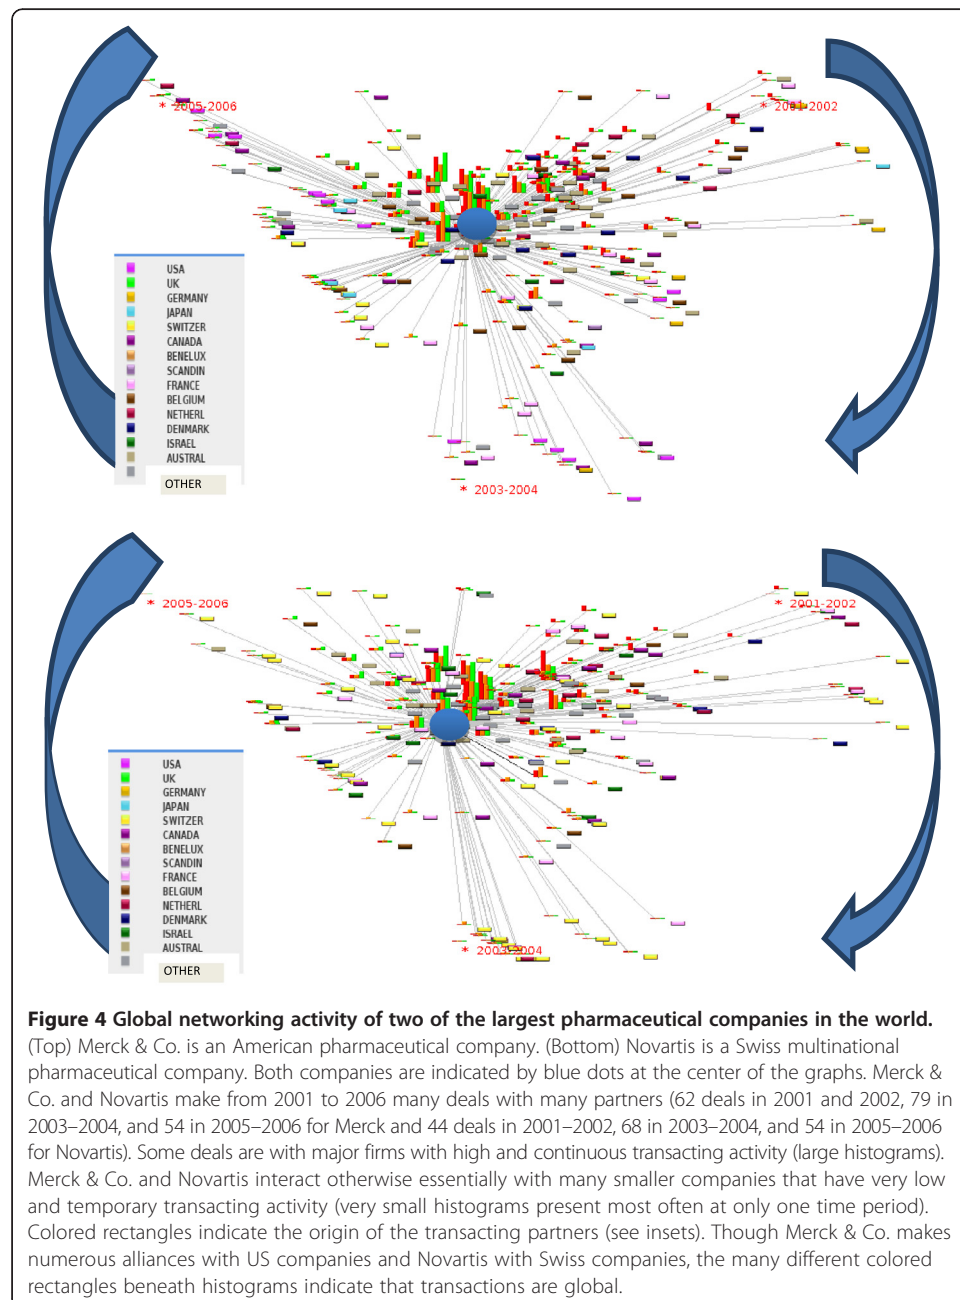 * 2005-2006
* 2001-2002
USA
UK
GERMANY
JAPAN
SWITZER
CANADA
BENELUX
SCANDIN
FRANCE
BELGIUM
NETHERL
DENMARK
ISRAEL
AUSTRAL
OTHER
* 2003-2004
* 2005-2006
* 2001-2002
USA
UK
GERMANY
JAPAN
SWITZER
CANADA
BENELUX
SCANDIN
FRANCE
BELGIUM
NETHERL
DENMARK
ISRAEL
AUSTRAL
OTHER
* 2003-2004
Figure 4 Global networking activity of two of the largest pharmaceutical companies in the world.
(Top) Merck & Co. is an American pharmaceutical company. (Bottom) Novartis is a Swiss multinational
pharmaceutical company. Both companies are indicated by blue dots at the center of the graphs. Merck &
Co. and Novartis make from 2001 to 2006 many deals with many partners (62 deals in 2001 and 2002, 79 in
2003–2004, and 54 in 2005–2006 for Merck and 44 deals in 2001–2002, 68 in 2003–2004, and 54 in 2005–2006
for Novartis). Some deals are with major firms with high and continuous transacting activity (large histograms).
Merck & Co. and Novartis interact otherwise essentially with many smaller companies that have very low
and temporary transacting activity (very small histograms present most often at only one time period).
Colored rectangles indicate the origin of the transacting partners (see insets). Though Merck & Co. makes
numerous alliances with US companies and Novartis with Swiss companies, the many different colored
rectangles beneath histograms indicate that transactions are global.